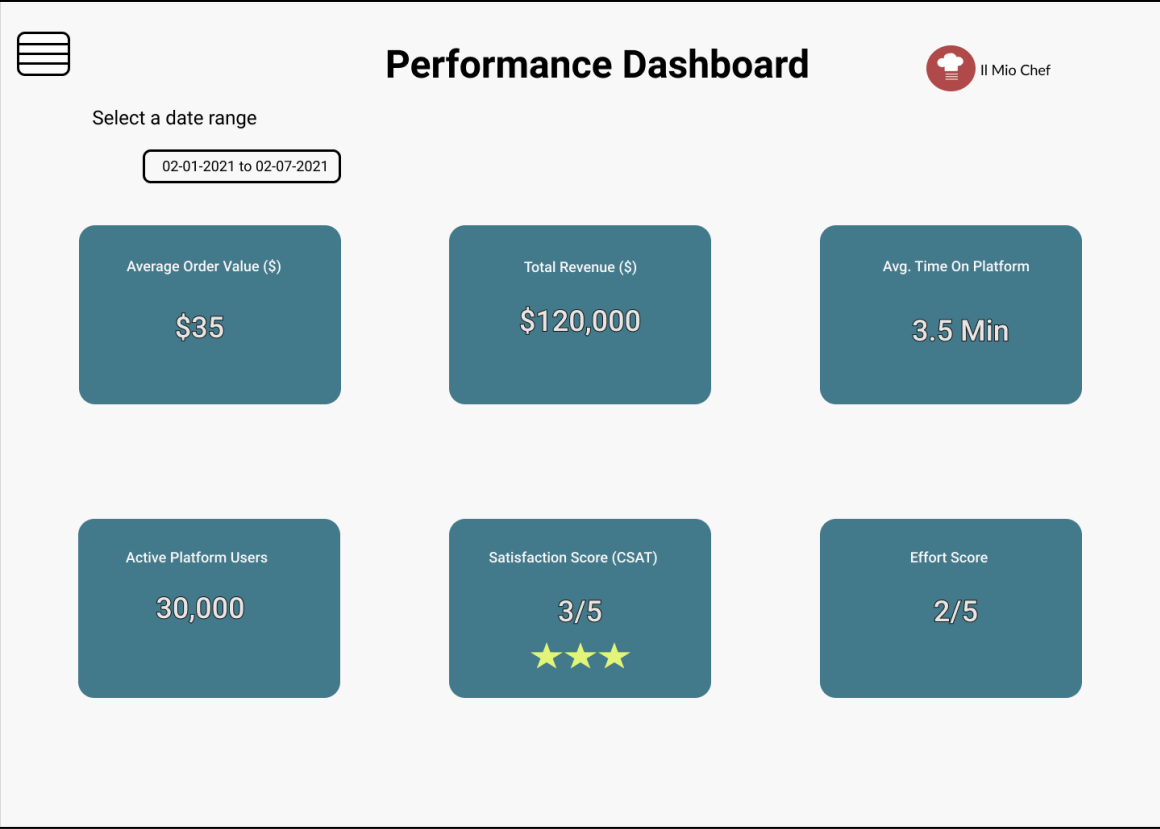 Performance Dashboard
Il Mio Chef
Select a date range
02-01-2021 to 02-07-2021
Average Order Value ($)
$35
Total Revenue ($)
$120,000
Avg. Time On Platform
3.5 Min
Active Platform Users
30,000
Satisfaction Score (CSAT)
3/5
Effort Score
2/5